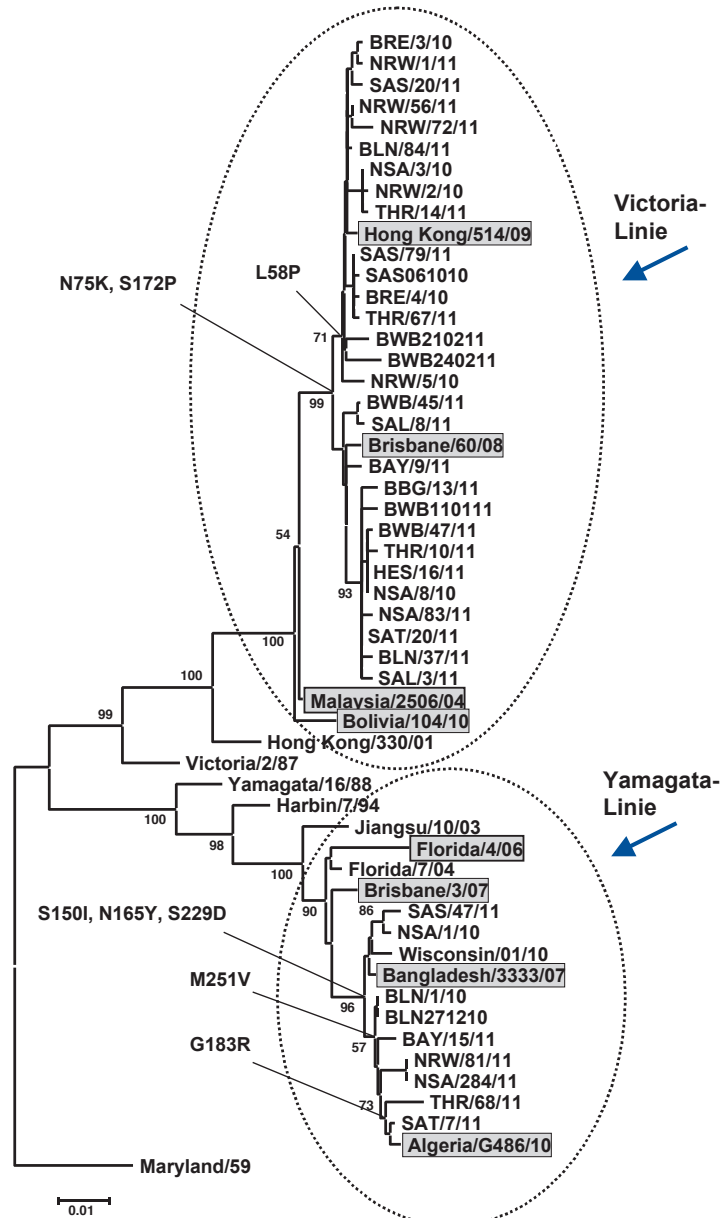 BRE/3/10
NRW/1/11
SAS/20/11
NRW/56/11
NRW/72/11
BLN/84/11
NSA/3/10
NRW/2/10
THR/14/11
Hong Kong/514/09
SAS/79/11
SAS061010
BRE/4/10
THR/67/11
BWB210211
BWB240211
NRW/5/10
BWB/45/11
SAL/8/11
Brisbane/60/08
BAY/9/11
BBG/13/11
BWB110111
BWB/47/11
THR/10/11
HES/16/11
NSA/8/10
NSA/83/11
SAT/20/11
BLN/37/11
SAL/3/11
Malaysia/2506/04
Bolivia/104/10
Hong Kong/330/01
Victoria/2/87
Yamagata/16/88
Harbin/7/94
Jiangsu/10/03
Florida/4/06
Florida/7/04
Brisbane/3/07
SAS/47/11
NSA/1/10
Wisconsin/01/10
Bangladesh/3333/07
BLN/1/10
BLN271210
BAY/15/11
NRW/81/11
NSA/284/11
THR/68/11
SAT/7/11
Algeria/G486/10
Maryland/59
Victoria-
Linie
Yamagata-
Linie
L58P
N75K, S172P
S150I, N165Y, S229D
M251V
G183R
71
99
54
93
100
100
99
100
98
100
90
86
96
57
73
0.01